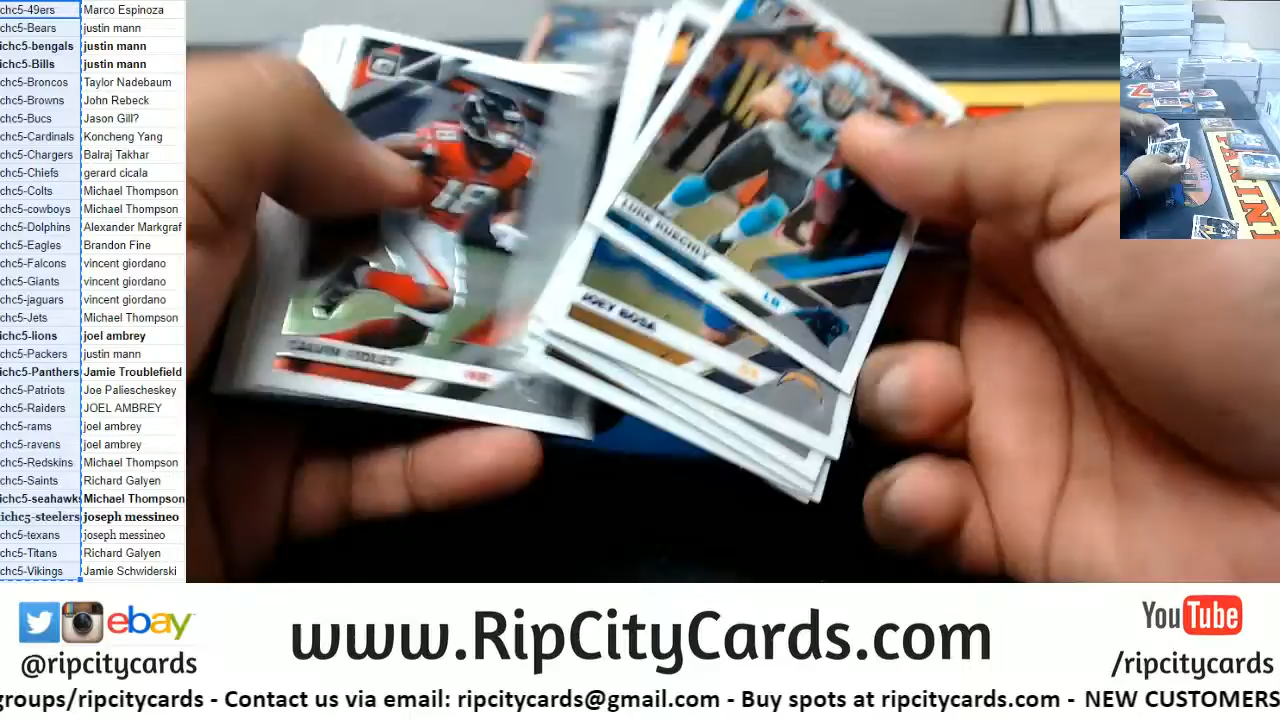 chc5-49ers Marco Espinoza
chc5-Bears justin mann
ichc5-bengals justin mann
ichc5-Bills justin mann
chc5-Broncos Taylor Nadebaum
chc5-Browns John Rebeck
chc5-Bucs Jason Gill?
chc5-Cardinals Koncheng Yang
chc5-Chargers Balraj Takhar
chc5-Chiefs gerard cicala
chc5-Colts Michael Thompson
chc5-cowboys Michael Thompson
chc5-Dolphins Alexander Markgraf
chc5-Eagles Brandon Fine
chc5-Falcons vincent giordano
chc5-Giants vincent giordano
chc5-jaguars vincent giordano
chc5-Jets Michael Thompson
ichc5-lions joel ambrey
chc5-Packers justin mann
ichc5-Panthers Jamie Troublefield
chc5-Patriots Joe Paliescheskey
chc5-Raiders JOEL AMBREY
chc5-rams joel ambrey
chc5-ravens joel ambrey
chc5-Redskins Michael Thompson
chc5-Saints Richard Galyen
ichc5-seahawks Michael Thompson
ichc5-steelers joseph messineo
chc5-texans joseph messineo
chc5-Titans Richard Galyen
chc5-Vikings Jamie Schwiderski
18
CALVIN RIDLEY
WR
LUKE KUECHLY
LB
JOEY BOSA
PANINI
ebay
@ripcitycards
www.RipCityCards.com
YouTube
/ripcitycards
groups/ripcitycards - Contact us via email: ripcitycards@gmail.com - Buy spots at ripcitycards.com - NEW CUSTOMERS